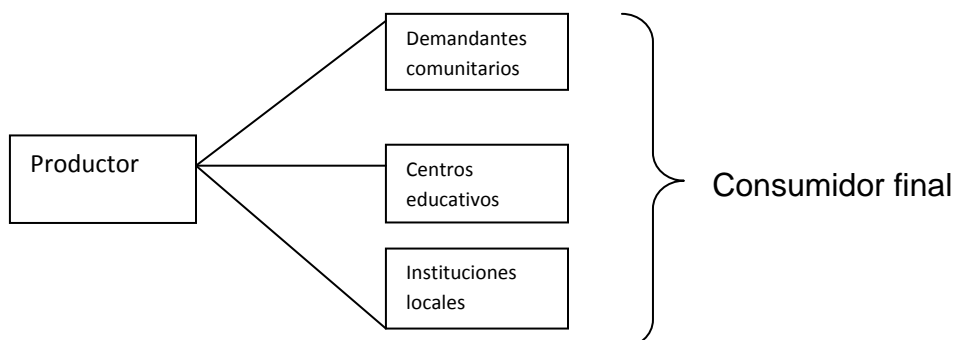 Demandantes
comunitarios
Productor
Centros
educativos
Consumidor final
Instituciones
locales